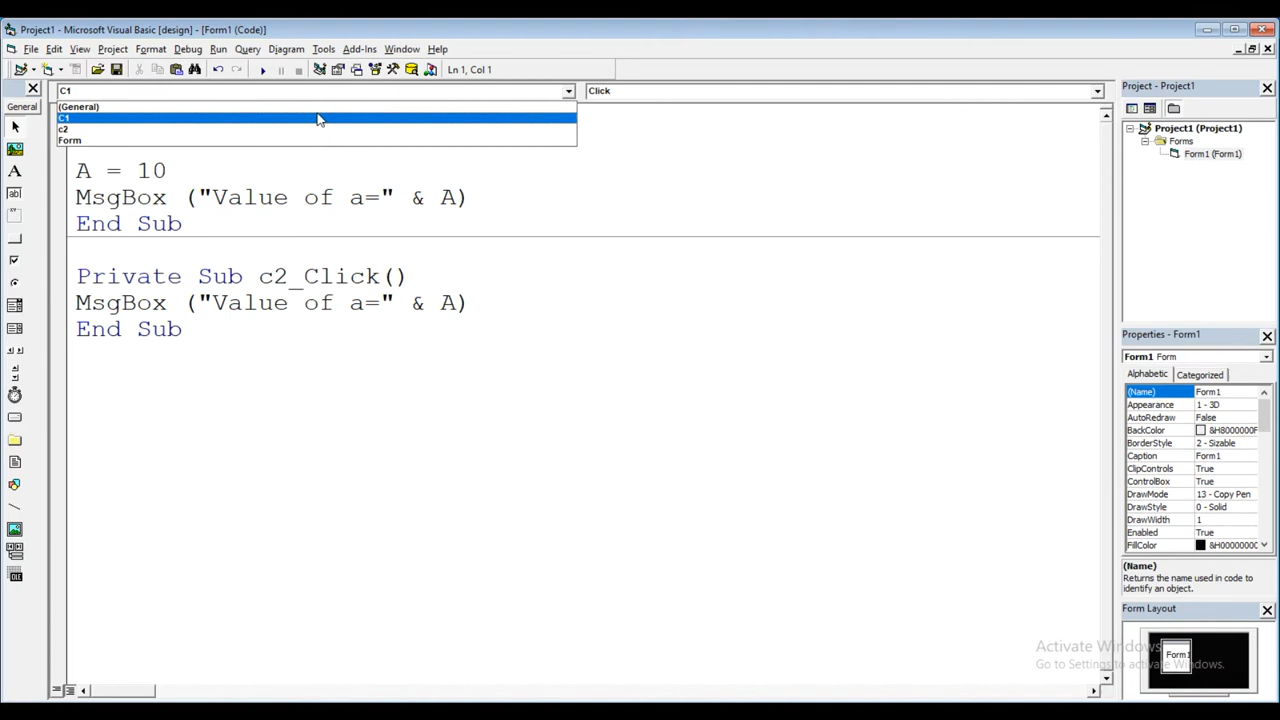 Project1 - Microsoft Visual Basic [design] - [Form1 (Code)]
File Edit View Project Format Debug Run Query Diagram Tools Add-Ins Window Help
Ln 1, Col 1
General
C1
Click
(General)
C1
c2
Form
A = 10
MsgBox ("Value of a=" & A)
End Sub
Private Sub c2_Click()
MsgBox ("Value of a=" & A)
End Sub
Project - Project1
Project1 (Project1)
Forms
Form1 (Form1)
Properties - Form1
Form1 Form
Alphabetic Categorized
(Name) Form1
Appearance 1 - 3D
AutoRedraw False
BackColor &H8000000F
BorderStyle 2 - Sizable
Caption Form1
ClipControls True
ControlBox True
DrawMode 13 - Copy Pen
DrawStyle 0 - Solid
DrawWidth 1
Enabled True
FillColor &H0000000C
(Name)
Returns the name used in code to
identify an object.
Form Layout
Form1
Activate Windows
Go to Settings to activate Windows.